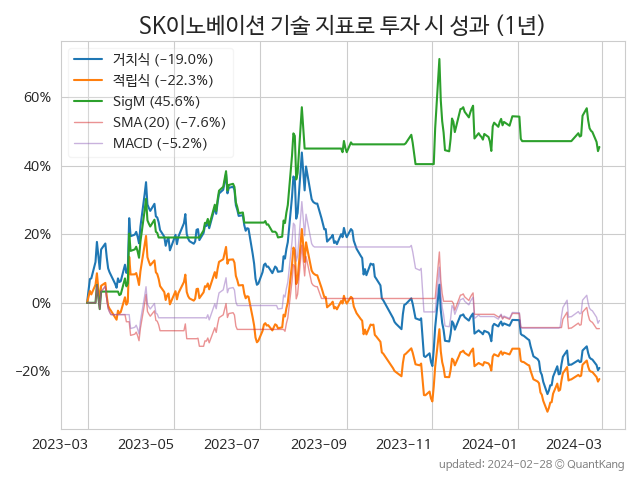 SK이노베이션 기술 지표로 투자 시 성과 (1년)
거치식 (−19.0%)
적립식 (−22.3%)
SigM (45.6%)
SMA(20) (−7.6%)
MACD (−5.2%)
60%
40%
20%
0%
−20%
2023-03 2023-05 2023-07 2023-09 2023-11 2024-01 2024-03
updated: 2024-02-28 © QuantKang